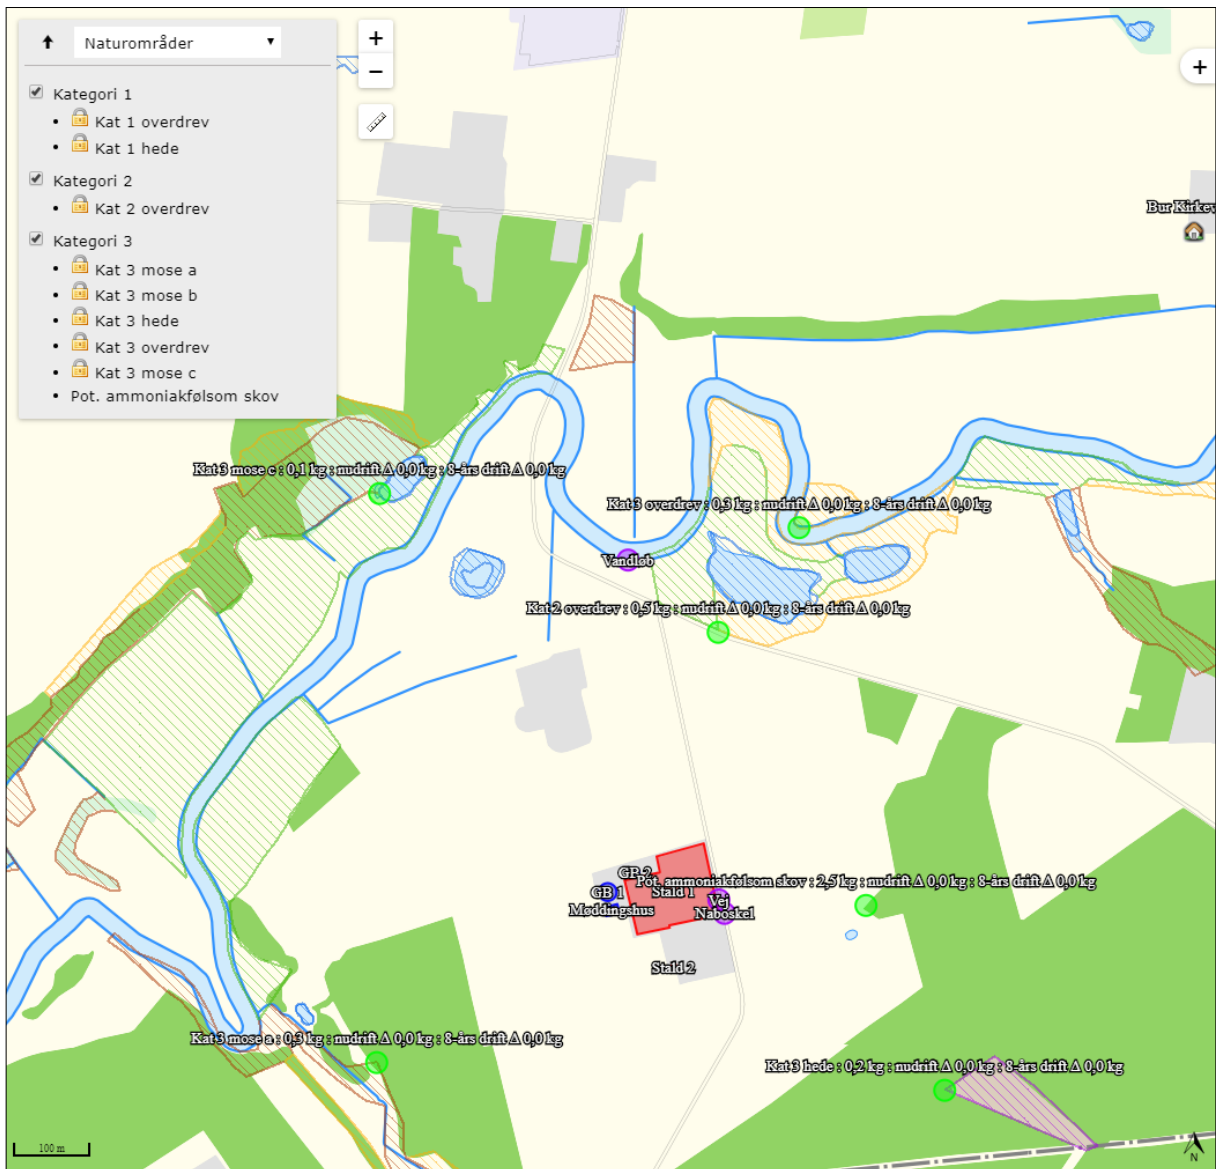 Naturområder
Kategori 1
Kat 1 overdrev
Kat 1 hede
Kategori 2
Kat 2 overdrev
Kategori 3
Kat 3 mose a
Kat 3 mose b
Kat 3 hede
Kat 3 overdrev
Kat 3 mose c
Pot. ammoniakfølsom skov
+
−
+
Bur Kirkev
Kat 3 mose c : 0,1 kg : nudrift Δ 0,0 kg : 8-års drift Δ 0,0 kg
Kat 3 overdrev : 0,3 kg : nudrift Δ 0,0 kg : 8-års drift Δ 0,0 kg
Vandløb
Kat 2 overdrev : 0,5 kg : nudrift Δ 0,0 kg : 8-års drift Δ 0,0 kg
GB 2
Pot. ammoniakfølsom skov : 2,5 kg : nudrift Δ 0,0 kg : 8-års drift Δ 0,0 kg
GB 1
Stald 1
Vej
Møddingshus
Naboskel
Stald 2
Kat 3 mose a : 0,3 kg : nudrift Δ 0,0 kg : 8-års drift Δ 0,0 kg
Kat 3 hede : 0,2 kg : nudrift Δ 0,0 kg : 8-års drift Δ 0,0 kg
100 m
N